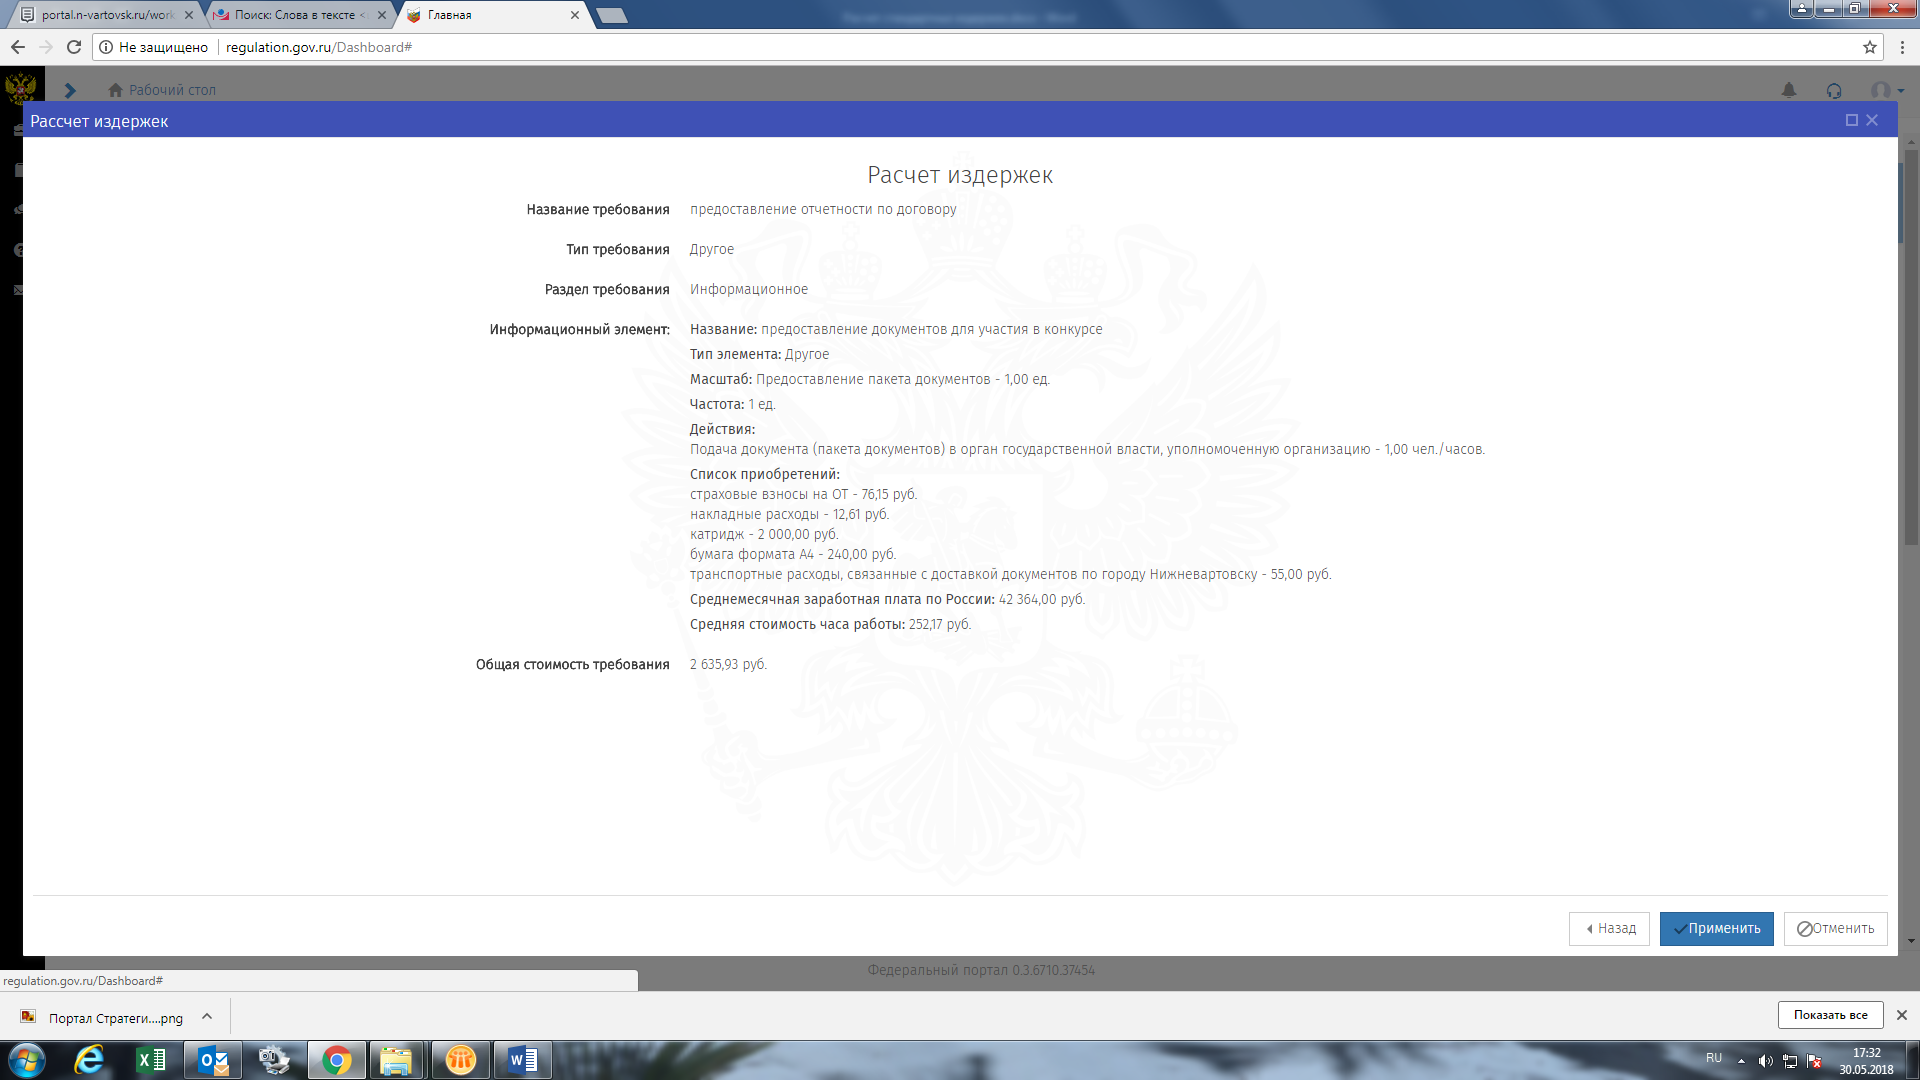 portal.n-vartovsk.ru/work
Поиск: Слова в тексте
Главная
Не защищено
regulation.gov.ru/Dashboard#
Рабочий стол
Рассчет издержек
Расчет издержек
Название требования предоставление отчетности по договору
Тип требования Другое
Раздел требования Информационное
Информационный элемент: Название: предоставление документов для участия в конкурсе
Тип элемента: Другое
Масштаб: Предоставление пакета документов - 1,00 ед.
Частота: 1 ед.
Действия:
Подача документа (пакета документов) в орган государственной власти, уполномоченную организацию - 1,00 чел./часов.
Список приобретений:
страховые взносы на ОТ - 76,15 руб.
накладные расходы - 12,61 руб.
катридж - 2 000,00 руб.
бумага формата А4 - 240,00 руб.
транспортные расходы, связанные с доставкой документов по городу Нижневартовску - 55,00 руб.
Среднемесячная заработная плата по России: 42 364,00 руб.
Средняя стоимость часа работы: 252,17 руб.
Общая стоимость требования 2 635,93 руб.
Назад
Применить
Отменить
Федеральный портал 0.3.6710.37454
regulation.gov.ru/Dashboard#
Портал Стратеги....png
Показать все
RU
17:32
30.05.2018